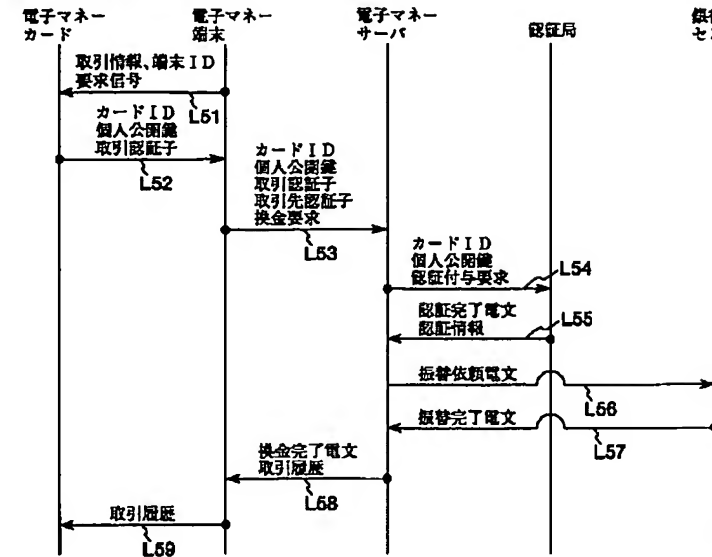 電子マネー
カード
電子マネー
端末
電子マネー
サーバ
認証局
銀行
セン
取引情報、端末ID
要求信号
L51
カードID
個人公開鍵
取引認証子
L52
カードID
個人公開鍵
取引認証子
取引先認証子
換金要求
L53
カードID
個人公開鍵
認証付与要求
L54
認証完了電文
認証情報
L55
振替依頼電文
L56
振替完了電文
L57
換金完了電文
取引履歴
L58
取引履歴
L59